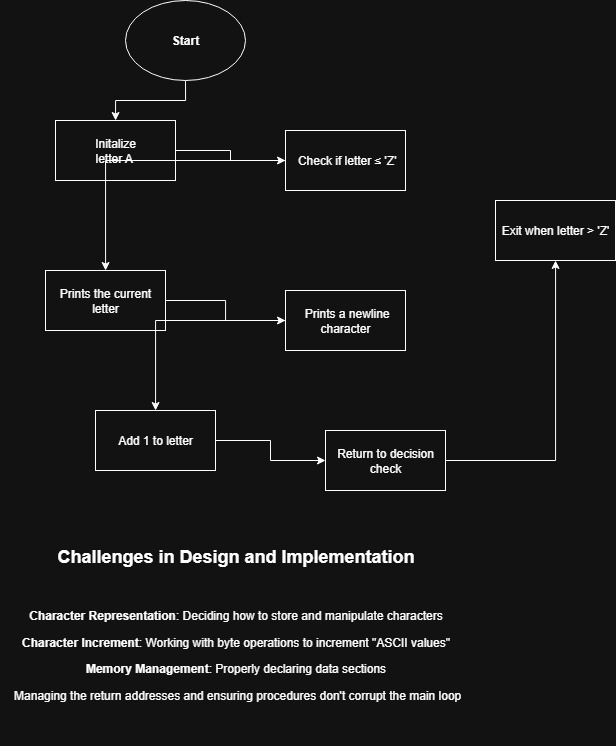 Start
Initalize
letter A
Check if letter ≤ 'Z'
Exit when letter > 'Z'
Prints the current
letter
Prints a newline
character
Add 1 to letter
Return to decision
check
Challenges in Design and Implementation
Character Representation: Deciding how to store and manipulate characters
Character Increment: Working with byte operations to increment "ASCII values"
Memory Management: Properly declaring data sections
Managing the return addresses and ensuring procedures don't corrupt the main loop